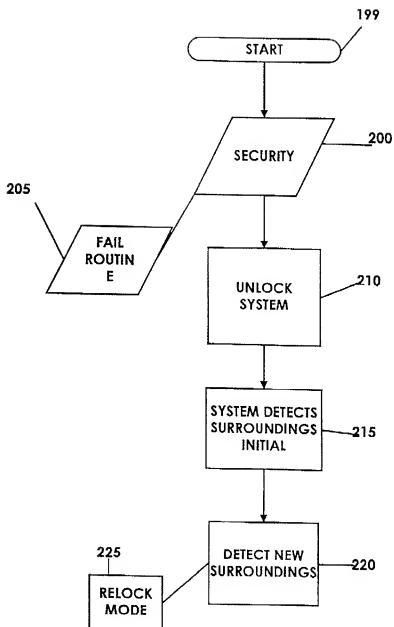 199
START
200
SECURITY
205
FAIL
ROUTIN
E
210
UNLOCK
SYSTEM
SYSTEM DETECTS
SURROUNDINGS
INITIAL
215
225
DETECT NEW
SURROUNDINGS
220
RELOCK
MODE